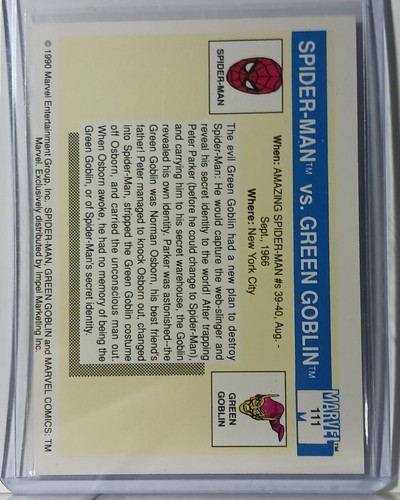 SPIDER-MAN™ vs. GREEN GOBLIN™
MARVEL™
111
SPIDER-MAN
When: AMAZING SPIDER-MAN #s 39-40, Aug. -
Sept., 1966
Where: New York City
GREEN
GOBLIN
The evil Green Goblin had a new plan to destroy
Spider-Man: He would capture the web-slinger and
reveal his secret identity to the world! After trapping
Peter Parker (before he could change to Spider-Man),
and carrying him to his secret warehouse, the Goblin
revealed his own identity. Parker was astonished--the
Green Goblin was Norman Osborn, his best friend's
father! Peter managed to knock Osborn out, changed
into Spider-Man, stripped the Green Goblin costume
off Osborn, and carried the unconscious man out.
When Osborn awoke, he had no memory of being the
Green Goblin, or of Spider-Man's secret identity.
© 1990 Marvel Entertainment Group, Inc. SPIDER-MAN, GREEN GOBLIN and MARVEL COMICS: TM
Marvel. Exclusively distributed by Impel Marketing Inc.